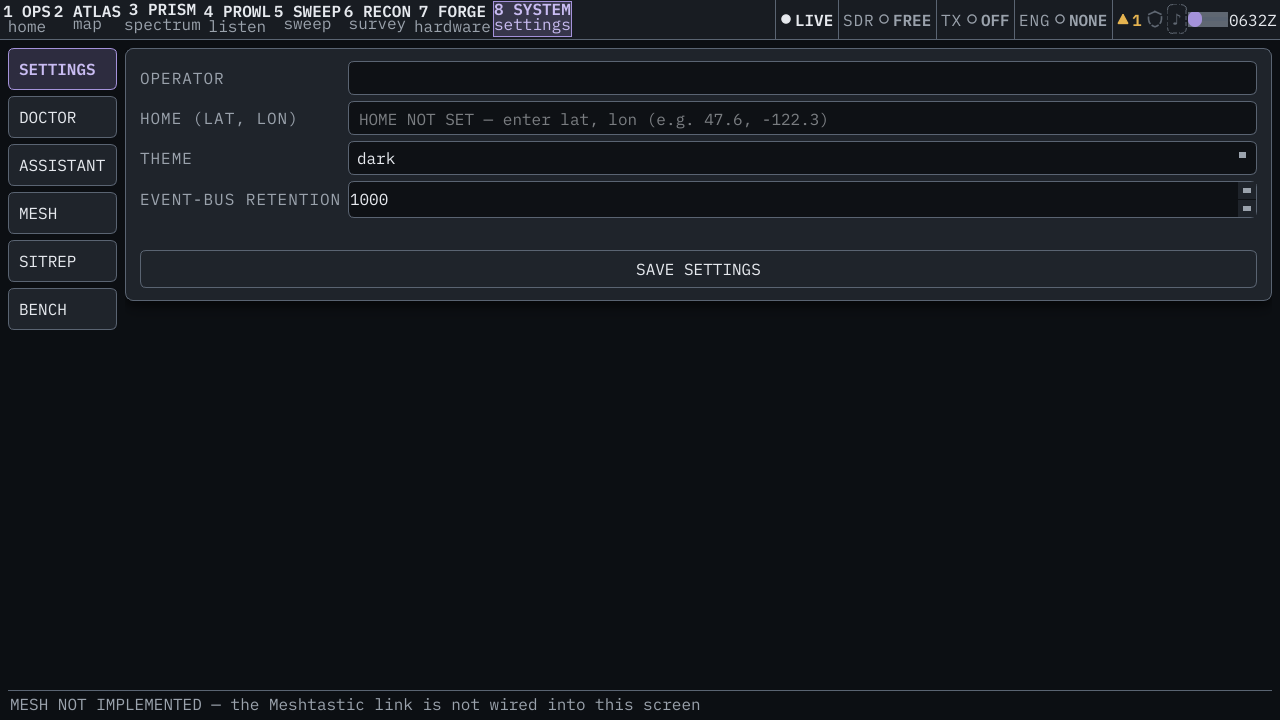 1 OPS 2 ATLAS 3 PRISM 4 PROWL 5 SWEEP 6 RECON 7 FORGE 8 SYSTEM
home map spectrum listen sweep survey hardware settings
LIVE SDR FREE TX OFF ENG NONE 1 ♪ 0632Z
SETTINGS
DOCTOR
ASSISTANT
MESH
SITREP
BENCH
OPERATOR
HOME (LAT, LON) HOME NOT SET — enter lat, lon (e.g. 47.6, -122.3)
THEME dark
EVENT-BUS RETENTION 1000
SAVE SETTINGS
MESH NOT IMPLEMENTED — the Meshtastic link is not wired into this screen